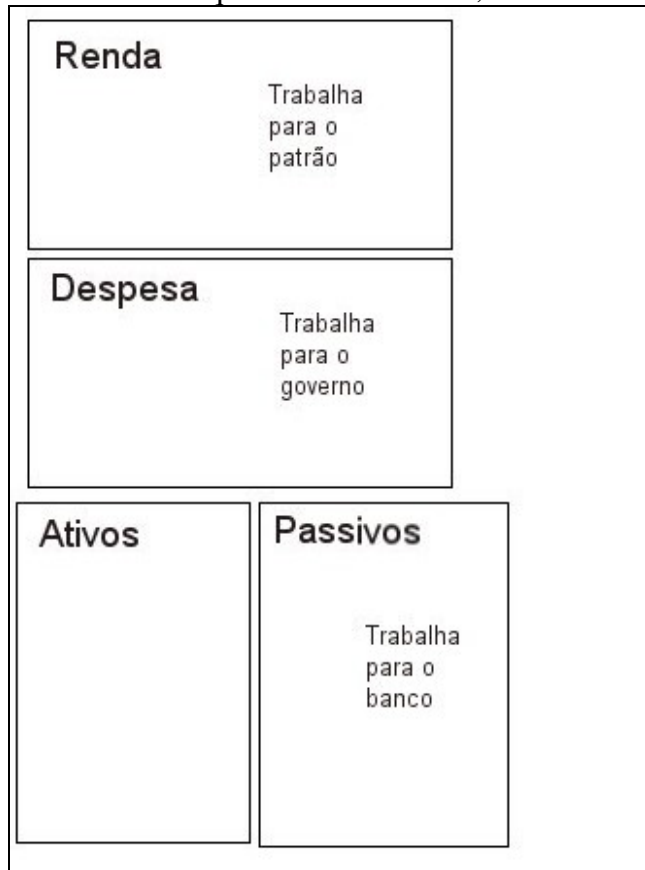 Renda
Trabalha
para o
patrão
Despesa
Trabalha
para o
governo
Ativos
Passivos
Trabalha
para o
banco